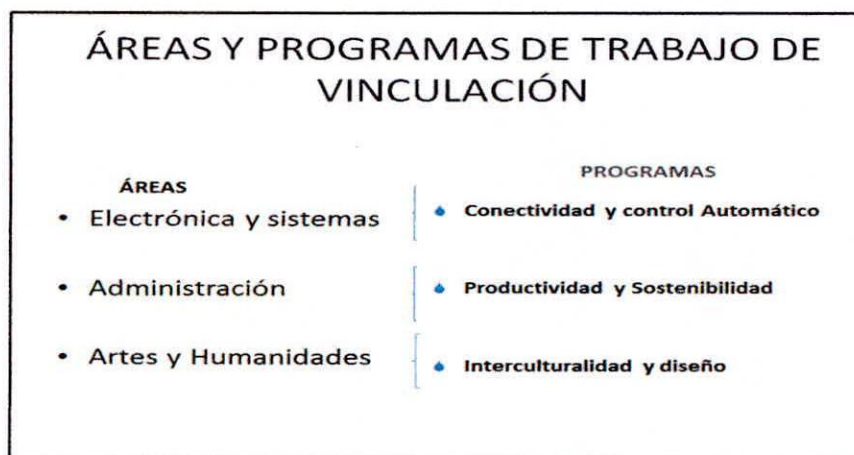 ÁREAS Y PROGRAMAS DE TRABAJO DE
VINCULACIÓN
ÁREAS
• Electrónica y sistemas
• Administración
• Artes y Humanidades
PROGRAMAS
Conectividad y control Automático
Productividad y Sostenibilidad
Interculturalidad y diseño